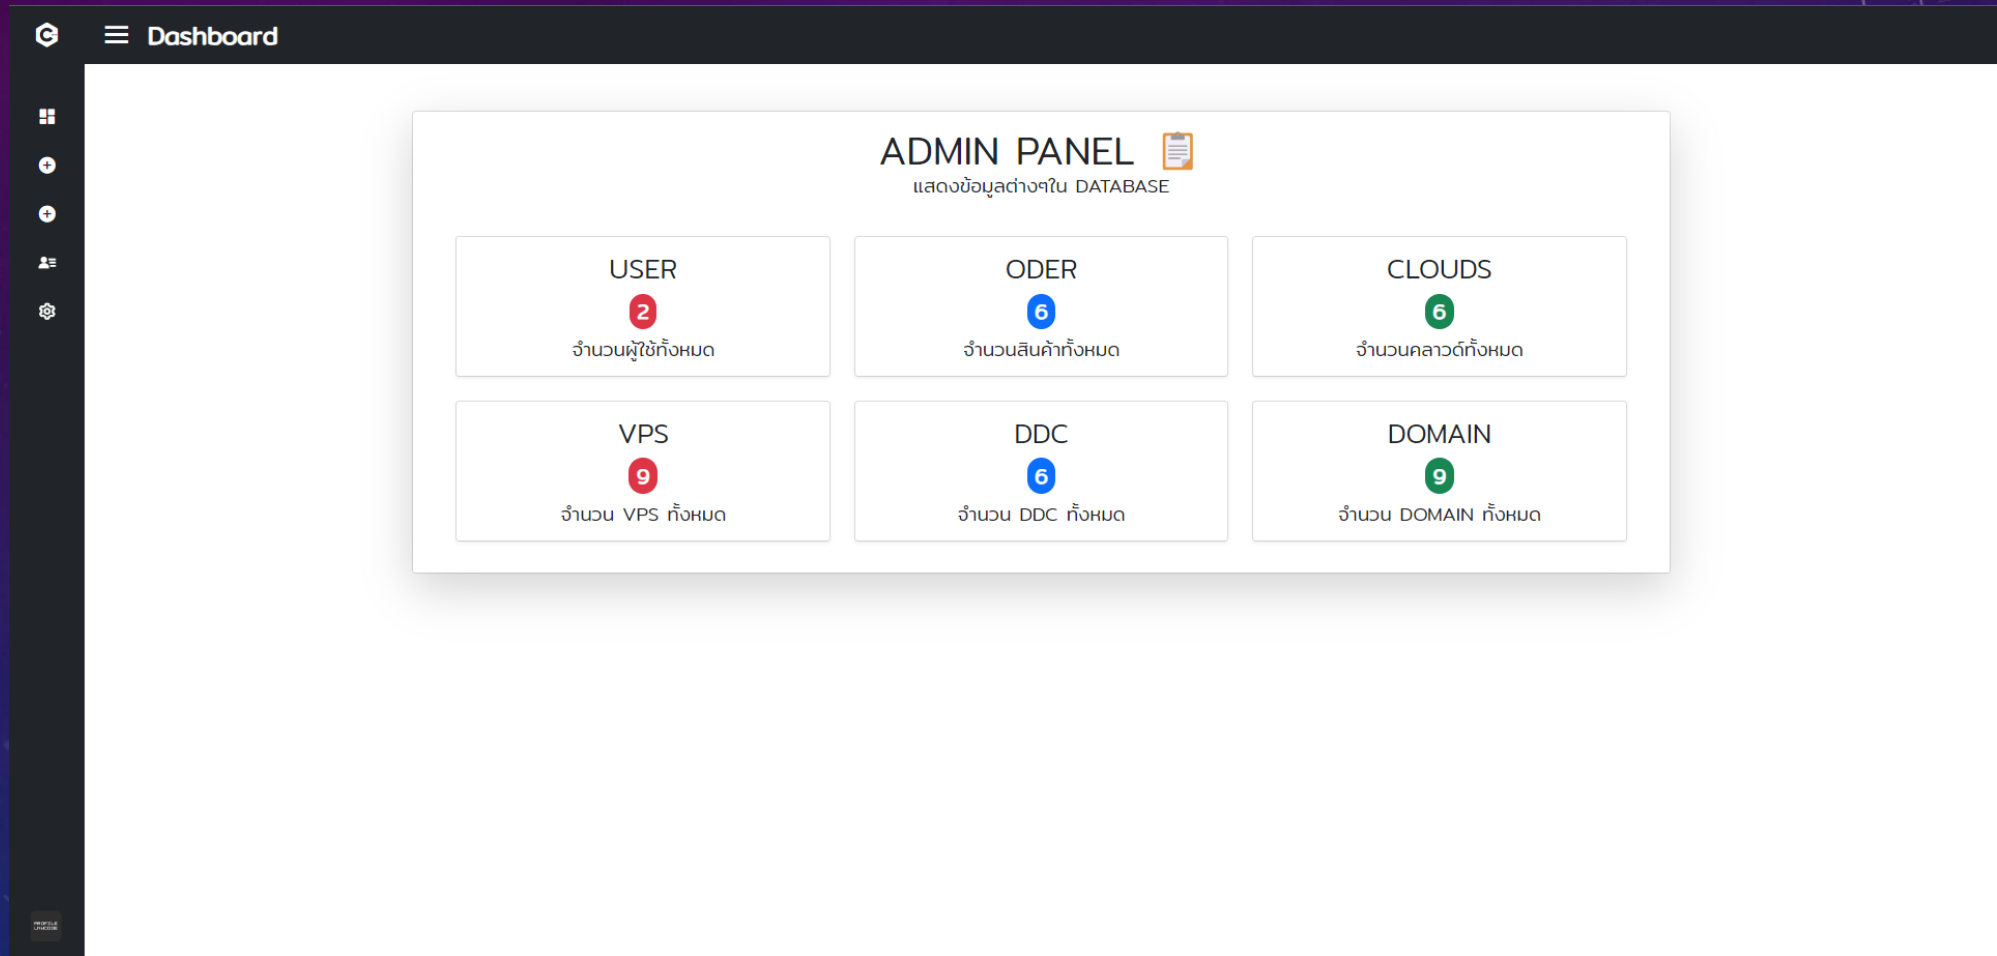 Dashboard
ADMIN PANEL
แสดงข้อมูลต่างๆใน DATABASE
USER
2
จำนวนผู้ใช้ทั้งหมด
ODER
6
จำนวนสินค้าทั้งหมด
CLOUDS
6
จำนวนคลาวด์ทั้งหมด
VPS
9
จำนวน VPS ทั้งหมด
DDC
6
จำนวน DDC ทั้งหมด
DOMAIN
9
จำนวน DOMAIN ทั้งหมด
PROFILE